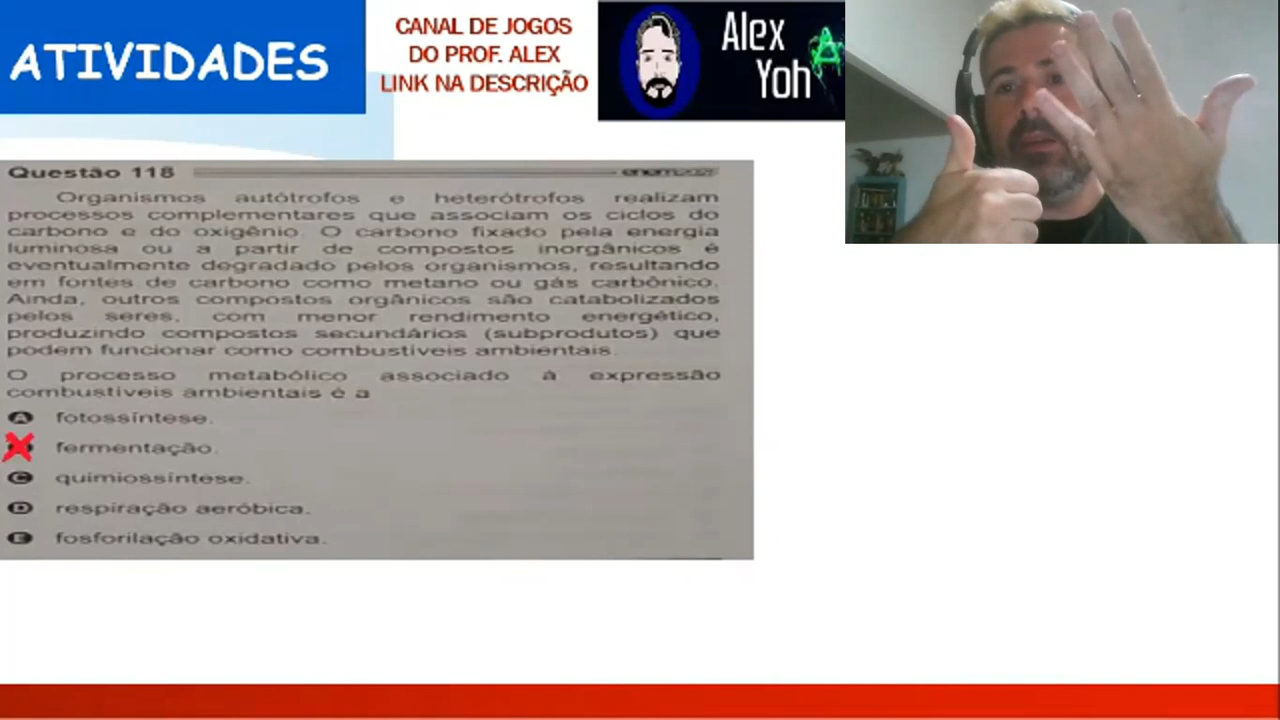 ATIVIDADES
CANAL DE JOGOS
DO PROF. ALEX
LINK NA DESCRIÇÃO
Alex
Yoh
Questão 118
enem2021
Organismos autótrofos e heterótrofos realizam
processos complementares que associam os ciclos do
carbono e do oxigênio. O carbono fixado pela energia
luminosa ou a partir de compostos inorgânicos é
eventualmente degradado pelos organismos, resultando
em fontes de carbono como metano ou gás carbônico.
Ainda, outros compostos orgânicos são catabolizados
pelos seres, com menor rendimento energético,
produzindo compostos secundários (subprodutos) que
podem funcionar como combustíveis ambientais.
O processo metabólico associado à expressão
combustíveis ambientais é a
A fotossíntese.
fermentação.
C quimiossíntese.
D respiração aeróbica.
E fosforilação oxidativa.